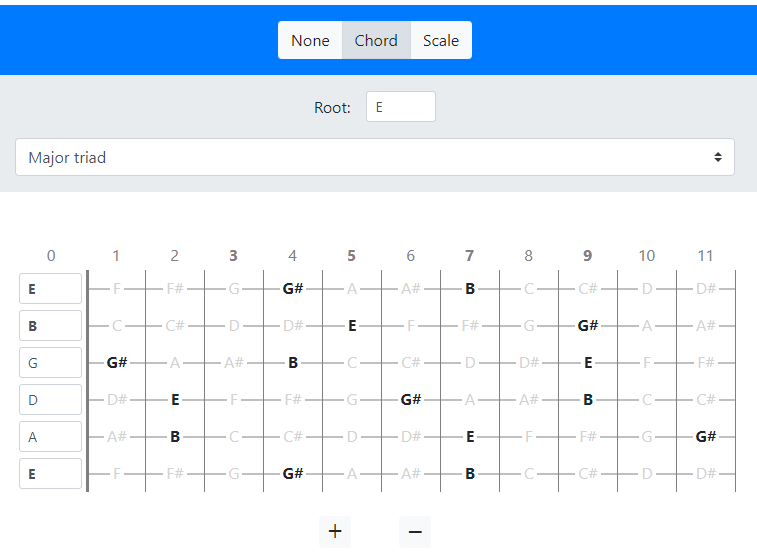 None Chord Scale
Root: E
Major triad
0 1 2 3 4 5 6 7 8 9 10 11
E F F# G G# A A# B C C# D D#
B C C# D D# E F F# G G# A A#
G G# A A# B C C# D D# E F F#
D D# E F F# G G# A A# B C C#
A A# B C C# D D# E F F# G G#
E F F# G G# A A# B C C# D D#
+ −